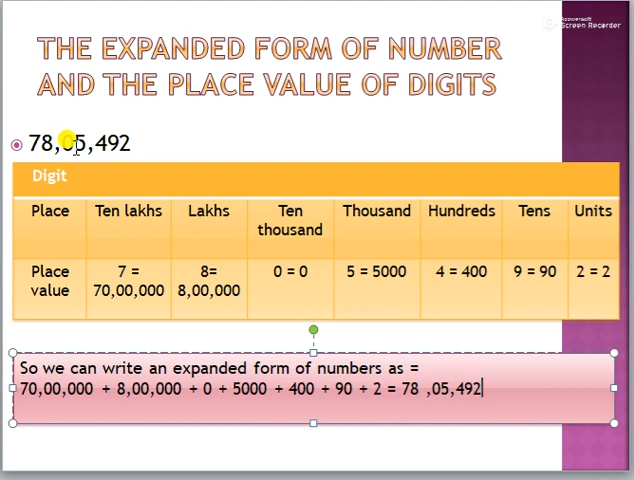 Apowersoft
Screen Recorder
THE EXPANDED FORM OF NUMBER
AND THE PLACE VALUE OF DIGITS
78,05,492
Digit
Place Ten lakhs Lakhs Ten thousand Thousand Hundreds Tens Units
Place value 7 = 70,00,000 8= 8,00,000 0 = 0 5 = 5000 4 = 400 9 = 90 2 = 2
So we can write an expanded form of numbers as =
70,00,000 + 8,00,000 + 0 + 5000 + 400 + 90 + 2 = 78 ,05,492